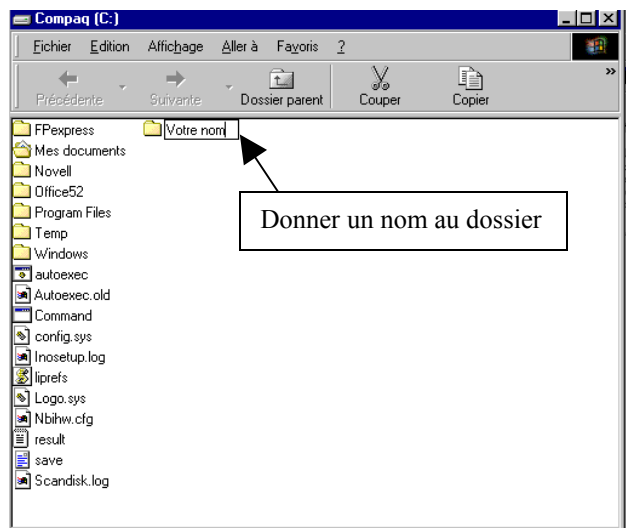 Compaq (C:)
Fichier Edition Affichage Aller à Favoris ?
»
Précédente Suivante Dossier parent Couper Copier
FPexpress
Votre nom
Mes documents
Novell
Office52
Donner un nom au dossier
Program Files
Temp
Windows
autoexec
Autoexec.old
Command
config.sys
Inosetup.log
liprefs
Logo.sys
Nbihw.cfg
result
save
Scandisk.log